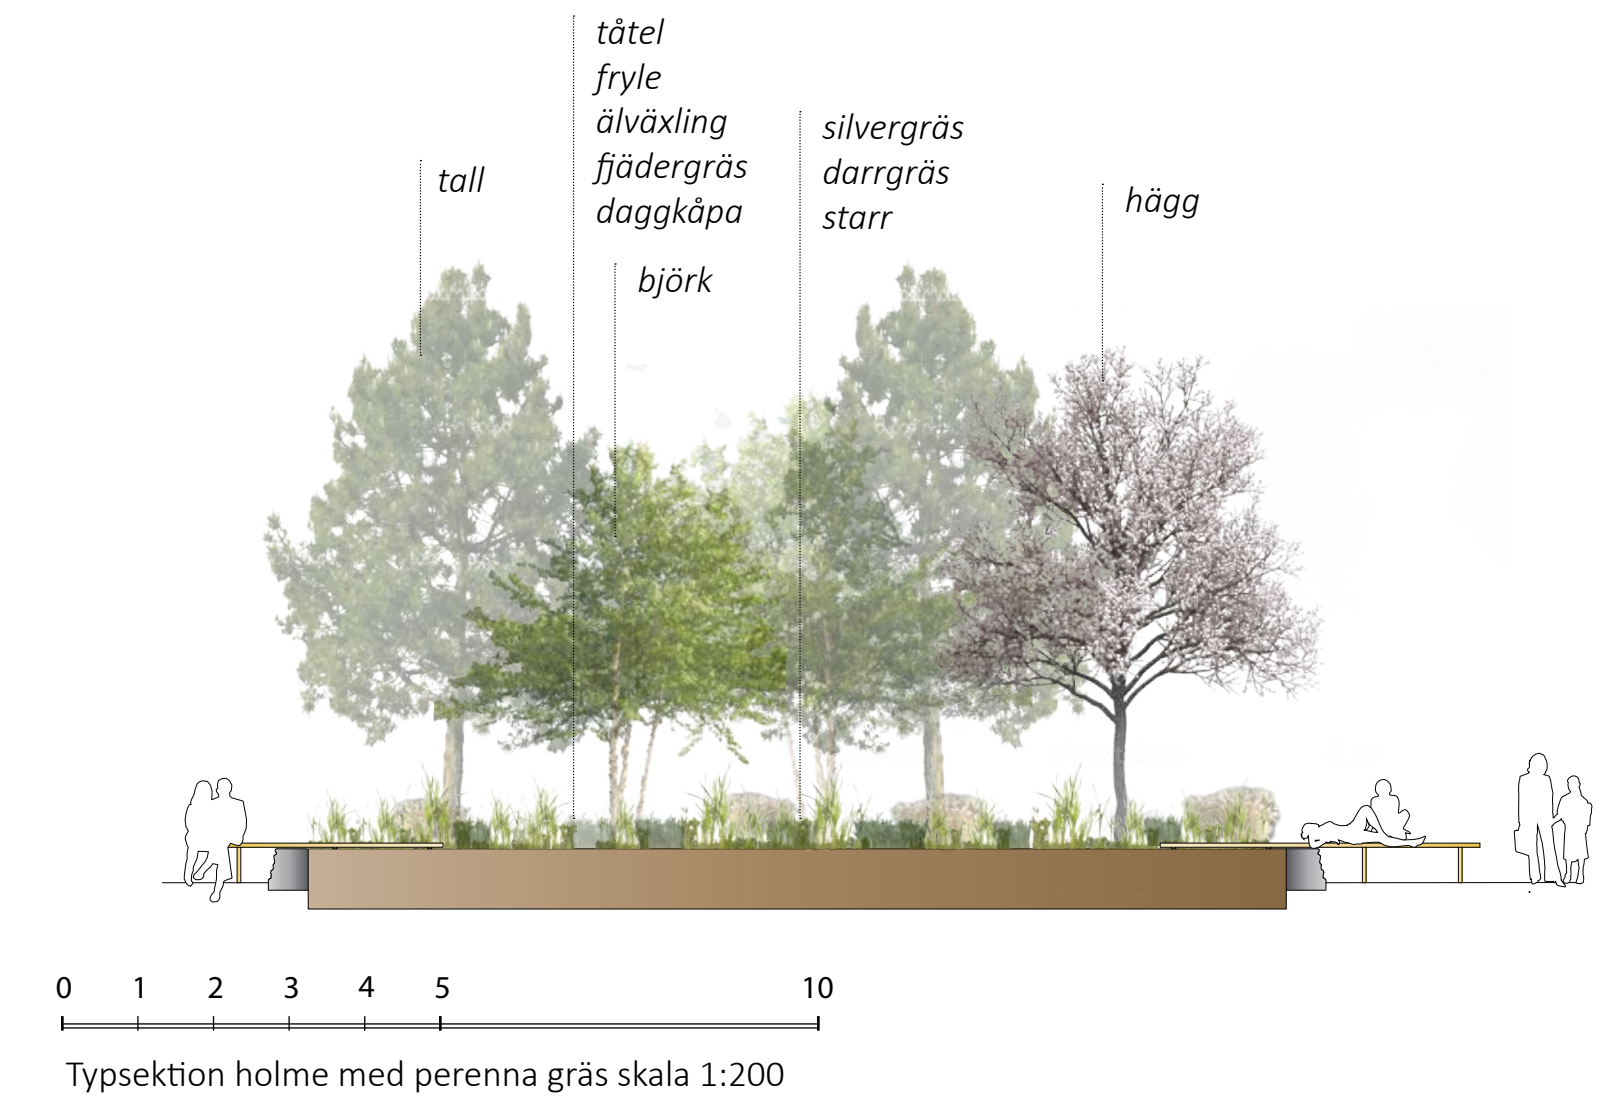 tåtel
fryle
älväxling
fjädergräs
daggkåpa
silvergräs
darrgräs
starr
tall
hägg
björk
0 1 2 3 4 5 10
Typsektion holme med perenna gräs skala 1:200